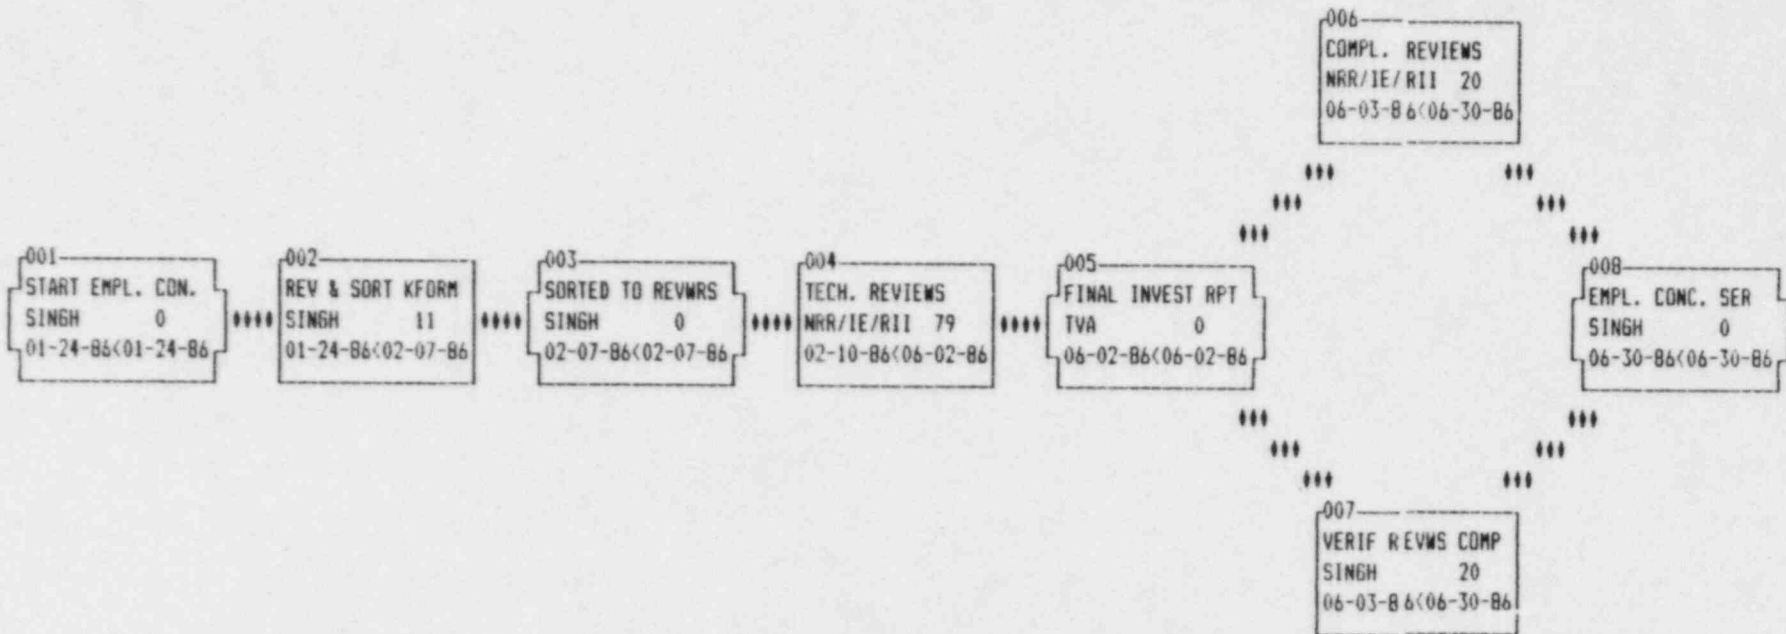 006
COMPL. REVIEWS
NRR/IE/RII 20
06-03-86<06-30-86
001
START EMPL. CON.
SINGH 0
01-24-86<01-24-86
002
REV & SORT KFORM
SINGH 11
01-24-86<02-07-86
003
SORTED TO REVWRS
SINGH 0
02-07-86<02-07-86
004
TECH. REVIEWS
NRR/IE/RII 79
02-10-86<06-02-86
005
FINAL INVEST RPT
TVA 0
06-02-86<06-02-86
008
EMPL. CONC. SER
SINGH 0
06-30-86<06-30-86
007
VERIF REVWS COMP
SINGH 20
06-03-86<06-30-86